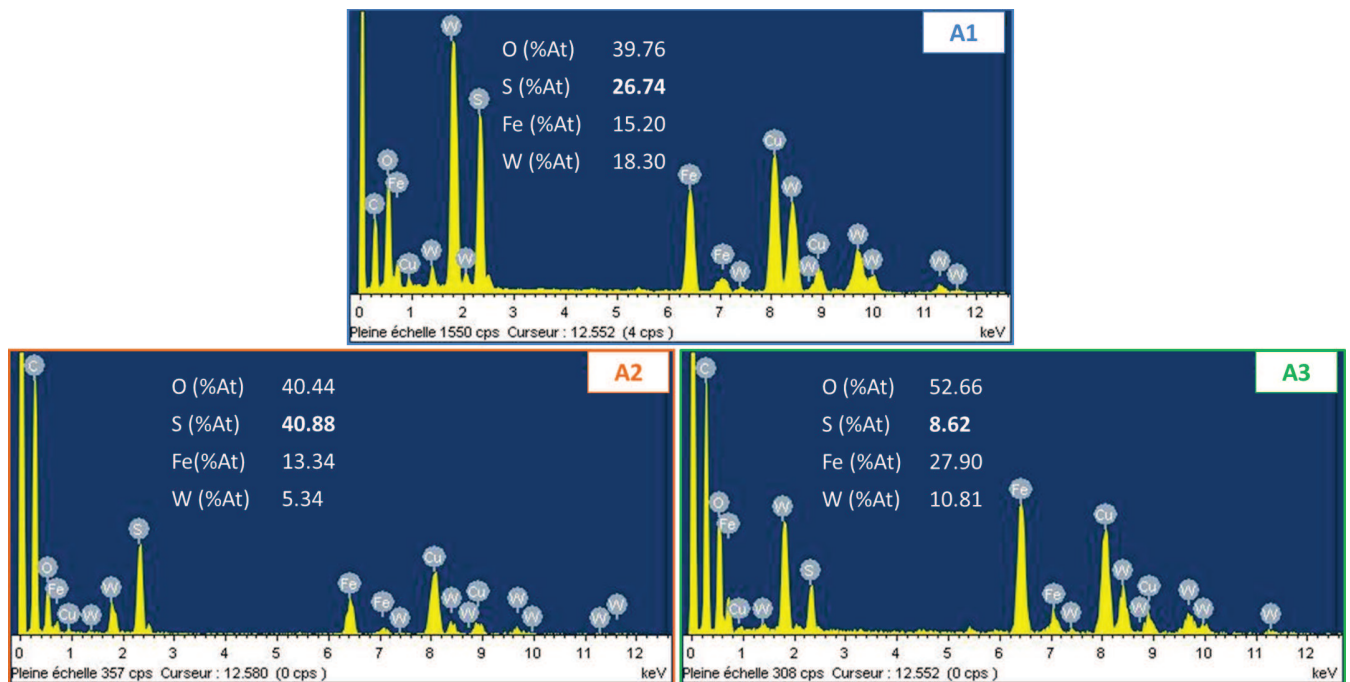 A1
O (%At) 39.76
S (%At) 26.74
Fe (%At) 15.20
W (%At) 18.30
W
S
O
Fe
C
Cu
W
W
Fe
Fe
W
Cu
W
W
Cu
W
W
W
W
0 1 2 3 4 5 6 7 8 9 10 11 12
Pleine échelle 1550 cps Curseur : 12.552 (4 cps ) keV
A2
O (%At) 40.44
S (%At) 40.88
Fe(%At) 13.34
W (%At) 5.34
C
O
Fe
Cu
W
W
S
Fe
Fe
W
Cu
W
W
Cu
W
W
W
W
0 1 2 3 4 5 6 7 8 9 10 11 12
Pleine échelle 357 cps Curseur : 12.580 (0 cps ) keV
A3
O (%At) 52.66
S (%At) 8.62
Fe (%At) 27.90
W (%At) 10.81
C
O
Fe
Cu
W
W
S
Fe
Fe
W
Cu
W
W
Cu
W
W
W
0 1 2 3 4 5 6 7 8 9 10 11 12
Pleine échelle 308 cps Curseur : 12.552 (0 cps ) keV